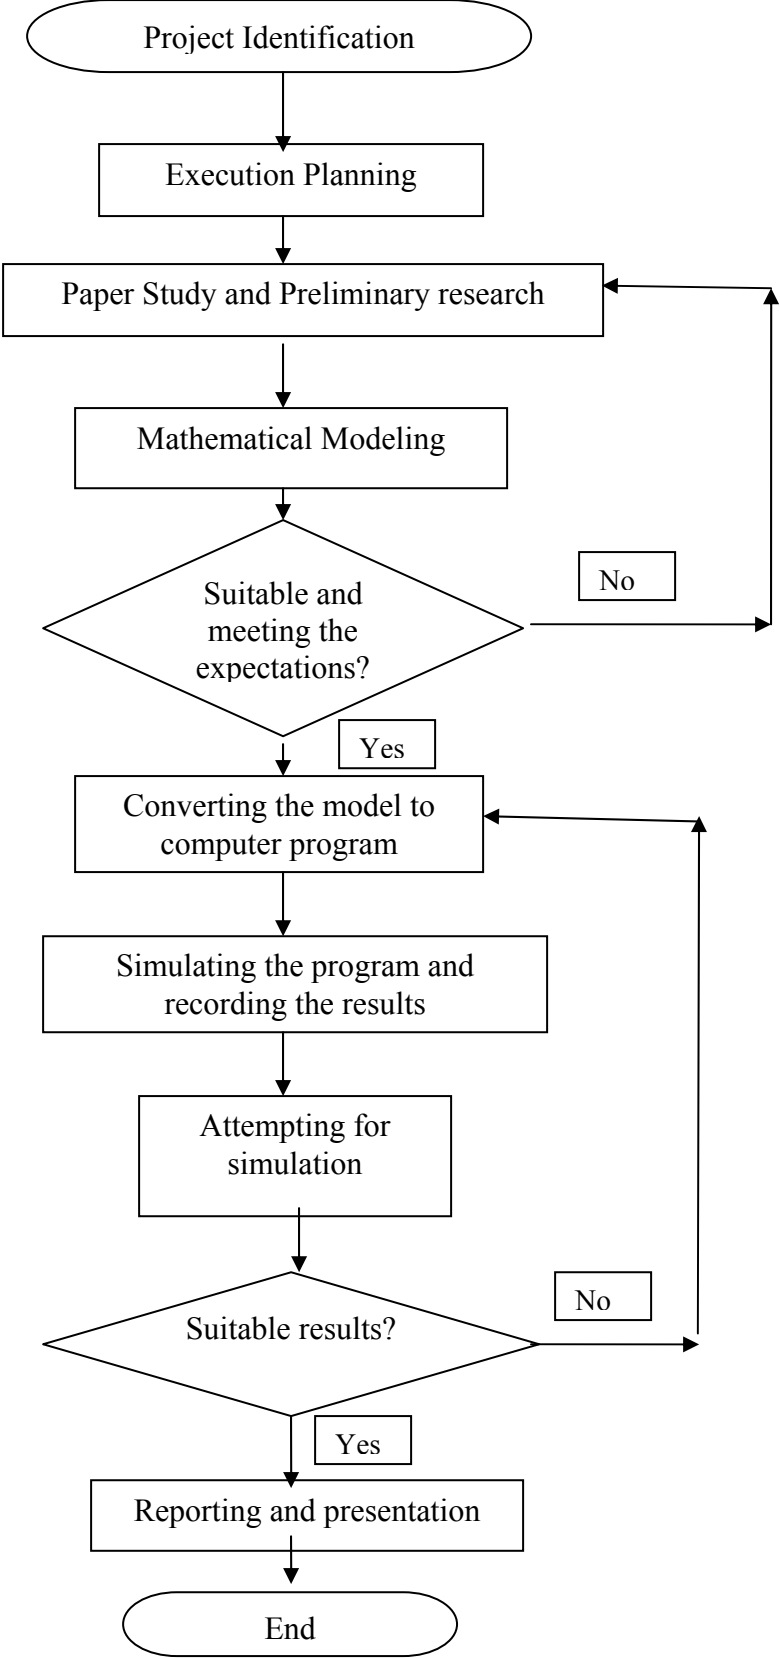 Project Identification
Execution Planning
Paper Study and Preliminary research
Mathematical Modeling
Suitable and
meeting the
expectations?
No
Yes
Converting the model to
computer program
Simulating the program and
recording the results
Attempting for
simulation
Suitable results?
No
Yes
Reporting and presentation
End